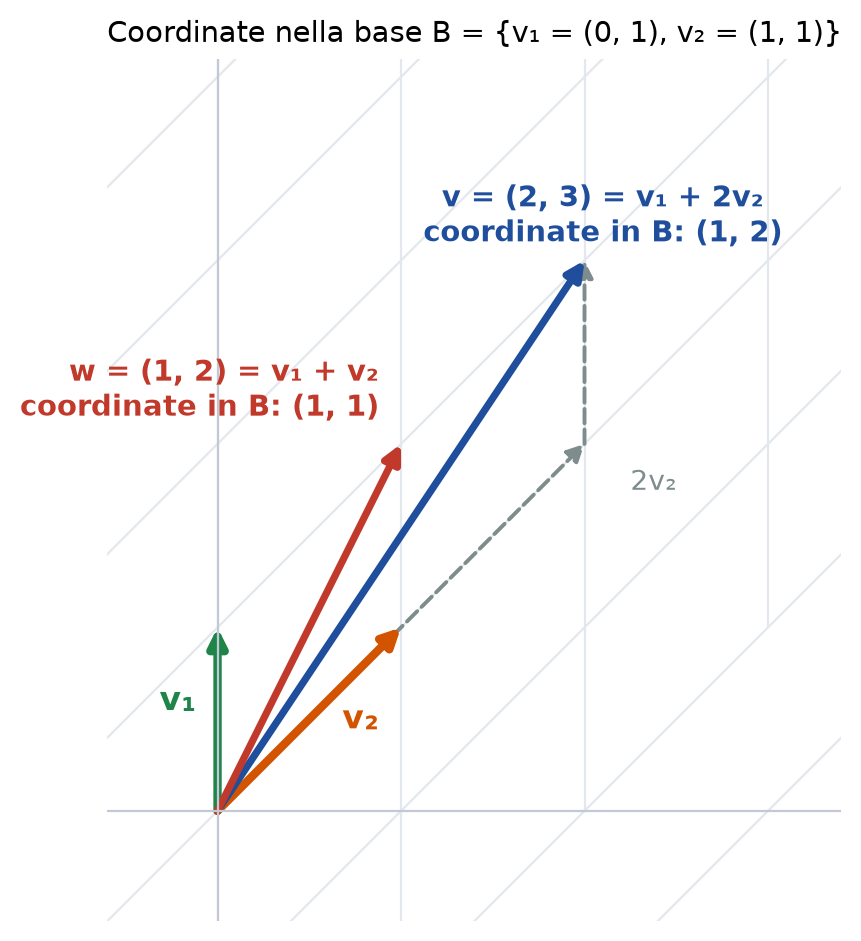 Coordinate nella base B = {v₁ = (0, 1), v₂ = (1, 1)}
v = (2, 3) = v₁ + 2v₂
coordinate in B: (1, 2)
w = (1, 2) = v₁ + v₂
coordinate in B: (1, 1)
2v₂
v₁
v₂